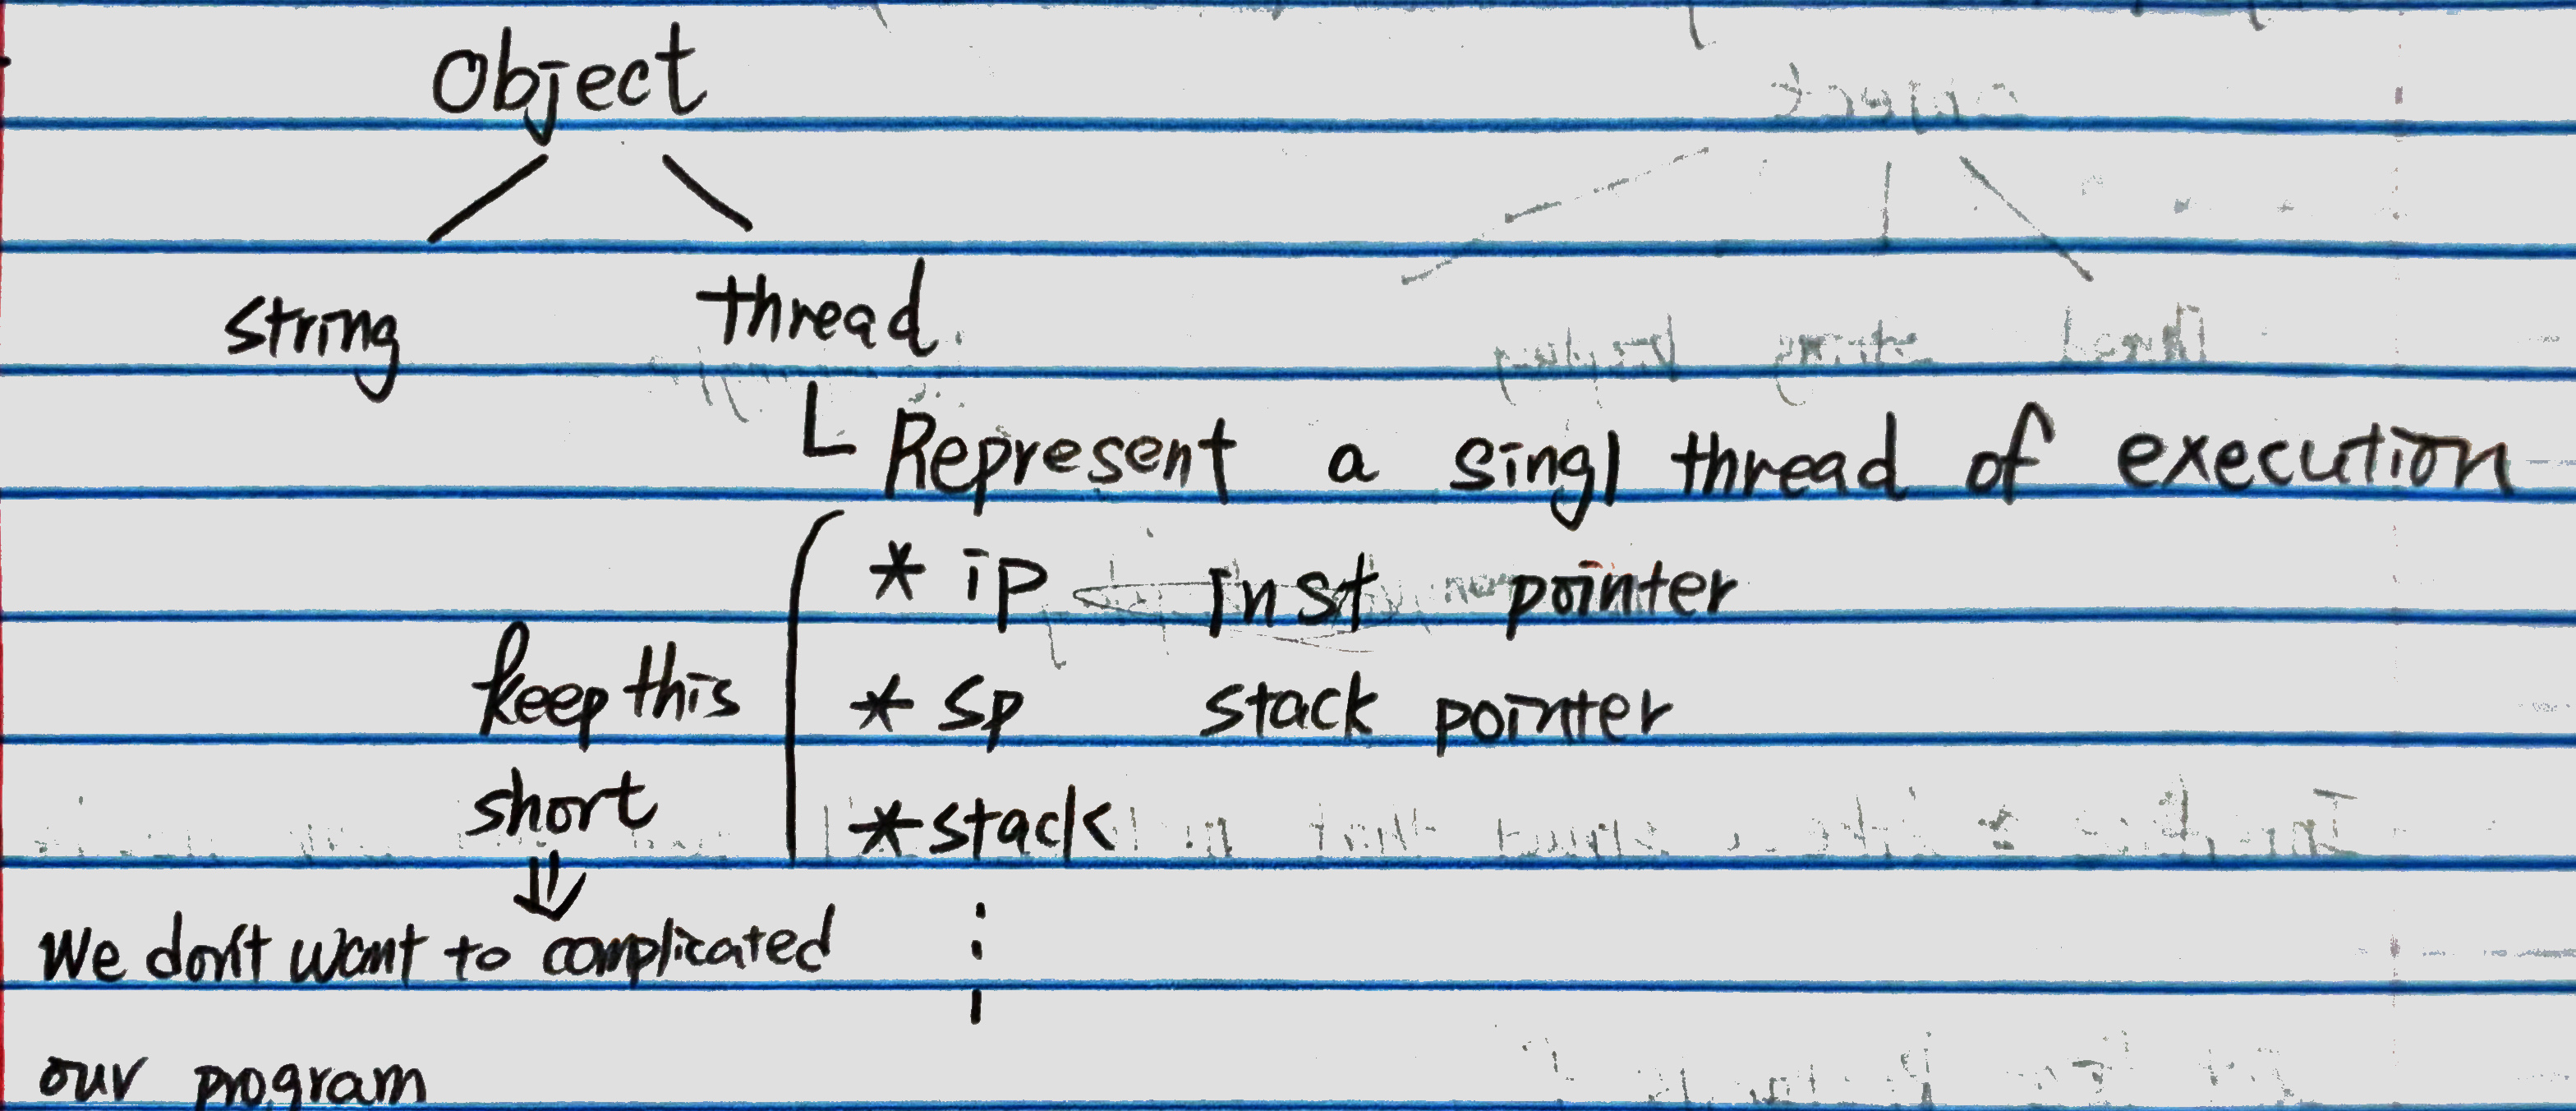 Object
string thread
Represent a singl thread of execution
* ip inst pointer
keep this * sp stack pointer
short * stack
We don't want to complicated
our program